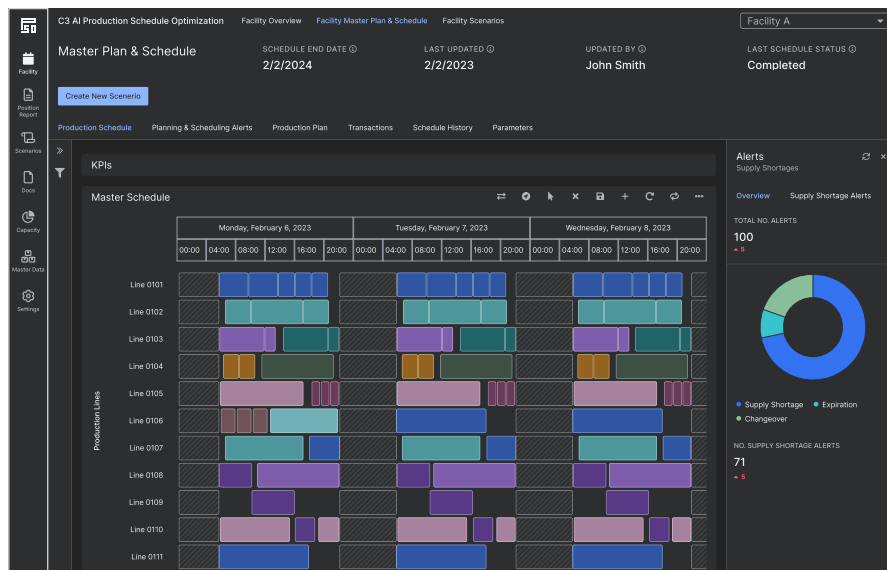 C3 AI Production Schedule Optimization
Facility Overview
Facility Master Plan & Schedule
Facility Scenarios
Facility A
Facility
Position Report
Scenarios
Docs
Capacity
Master Data
Settings
Master Plan & Schedule
SCHEDULE END DATE
2/2/2024
LAST UPDATED
2/2/2023
UPDATED BY
John Smith
LAST SCHEDULE STATUS
Completed
Create New Scenerio
Production Schedule
Planning & Scheduling Alerts
Production Plan
Transactions
Schedule History
Parameters
KPIs
Master Schedule
Monday, February 6, 2023
Tuesday, February 7, 2023
Wednesday, February 8, 2023
00:00 04:00 08:00 12:00 16:00 20:00 00:00 04:00 08:00 12:00 16:00 20:00 00:00 04:00 08:00 12:00 16:00 20:00
Production Lines
Line 0101
Line 0102
Line 0103
Line 0104
Line 0105
Line 0106
Line 0107
Line 0108
Line 0109
Line 0110
Line 0111
Alerts
Supply Shortages
Overview
Supply Shortage Alerts
TOTAL NO. ALERTS
100
5
Supply Shortage
Expiration
Changeover
NO. SUPPLY SHORTAGE ALERTS
71
5